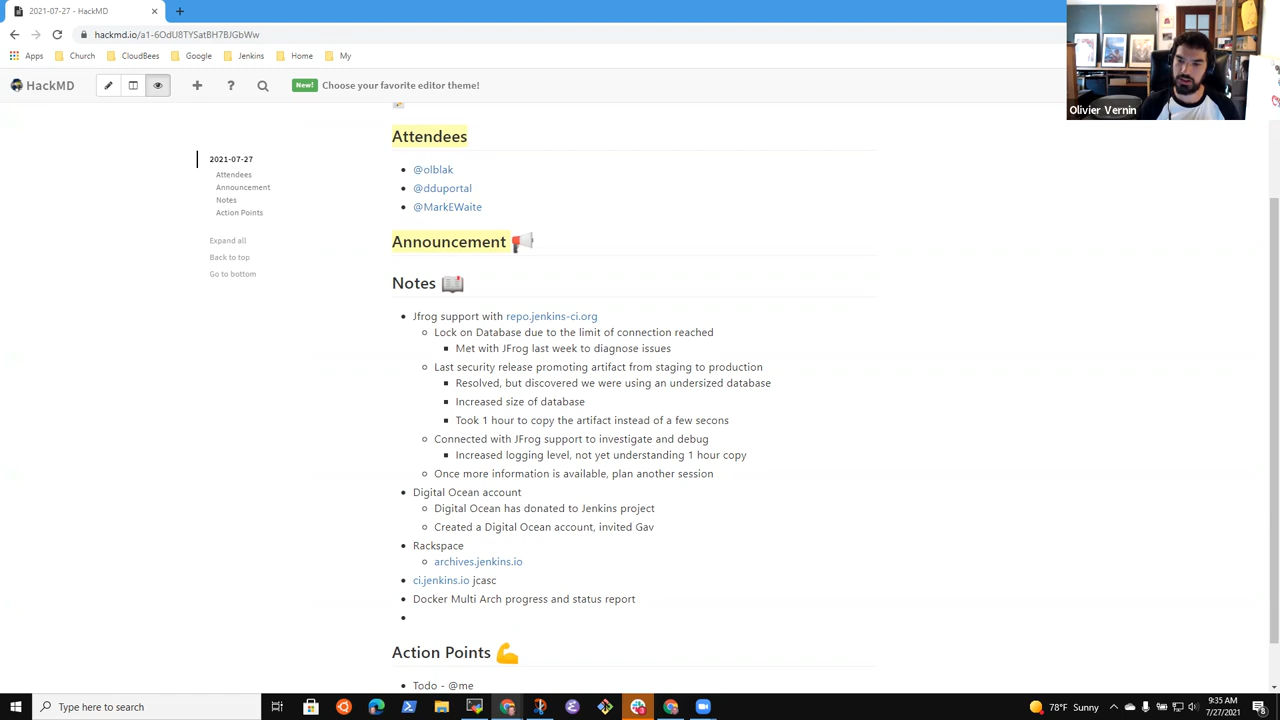 2021-07-27 - HackMD
hackmd.io/a1-6OdU8TYSatBH7BJGbWw
Apps Church CloudBees Google Jenkins Home My
HackMD
New! Choose your favorite editor theme!
Olivier Vernin
2021-07-27
Attendees
Announcement
Notes
Action Points
Expand all
Back to top
Go to bottom
Attendees
@olblak
@dduportal
@MarkEWaite
Announcement
Notes
Jfrog support with repo.jenkins-ci.org
Lock on Database due to the limit of connection reached
Met with JFrog last week to diagnose issues
Last security release promoting artifact from staging to production
Resolved, but discovered we were using an undersized database
Increased size of database
Took 1 hour to copy the artifact instead of a few secons
Connected with JFrog support to investigate and debug
Increased logging level, not yet understanding 1 hour copy
Once more information is available, plan another session
Digital Ocean account
Digital Ocean has donated to Jenkins project
Created a Digital Ocean account, invited Gav
Rackspace
archives.jenkins.io
ci.jenkins.io jcasc
Docker Multi Arch progress and status report
Action Points
Todo - @me
Type here to search
78°F Sunny
9:35 AM
7/27/2021